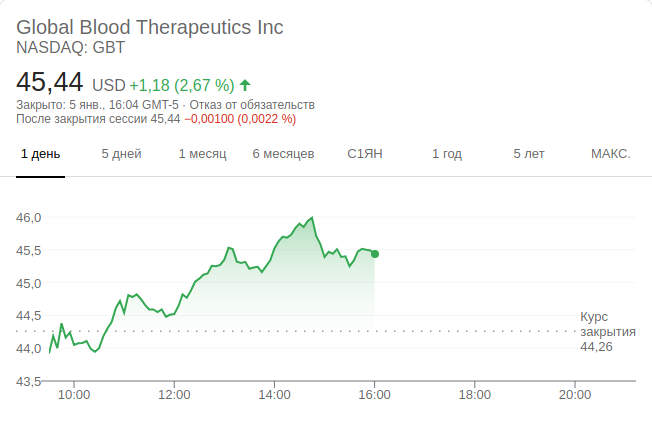 Global Blood Therapeutics Inc
NASDAQ: GBT
45,44 USD +1,18 (2,67 %)
Закрыто: 5 янв., 16:04 GMT-5 · Отказ от обязательств
После закрытия сессии 45,44 −0,00100 (0,0022 %)
1 день 5 дней 1 месяц 6 месяцев С1ЯН 1 год 5 лет МАКС.
46,0
45,5
45,0
44,5
44,0
43,5
Курс
закрытия
44,26
10:00 12:00 14:00 16:00 18:00 20:00